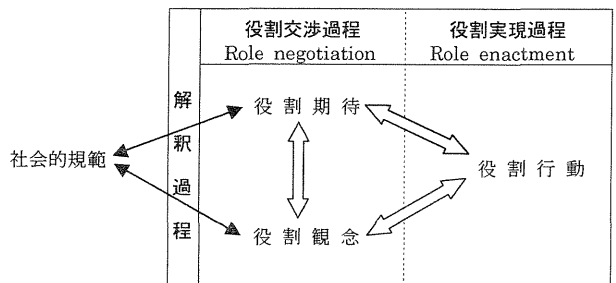 役割交渉過程
Role negotiation
役割実現過程
Role enactment
解釈過程
社会的規範
役割期待
役割観念
役割行動